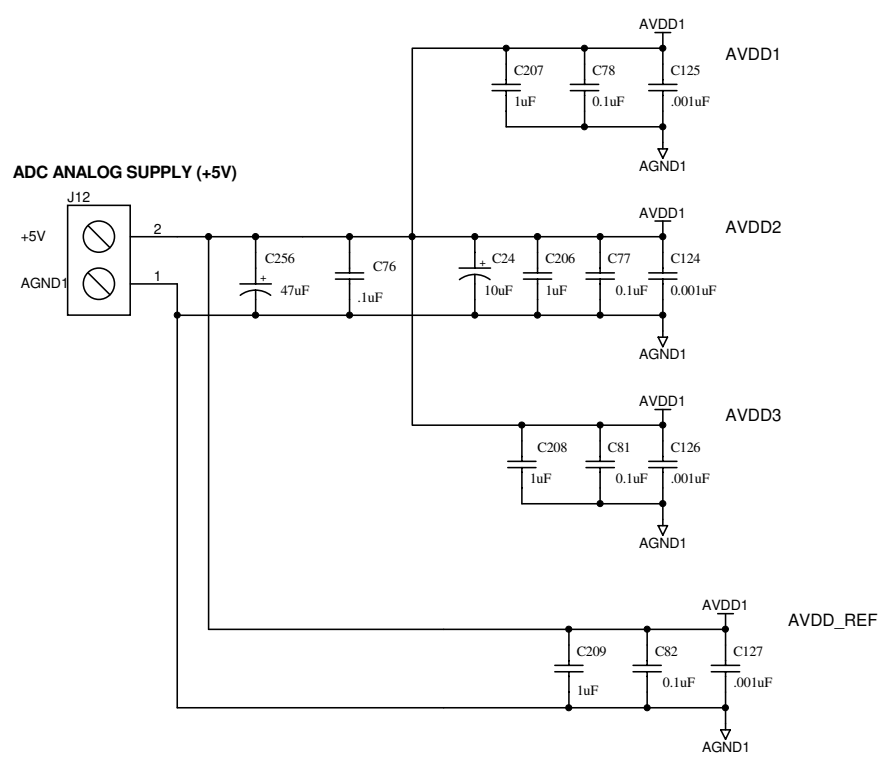 AVDD1
AVDD1
C207
C78
C125
1uF
0.1uF
.001uF
AGND1
ADC ANALOG SUPPLY (+5V)
J12
AVDD1
AVDD2
+5V
2
C256
C76
C24
C206
C77
C124
+
+
AGND1
1
47uF
.1uF
10uF
1uF
0.1uF
0.001uF
AGND1
AVDD1
AVDD3
C208
C81
C126
1uF
0.1uF
.001uF
AGND1
AVDD1
AVDD_REF
C209
C82
C127
1uF
0.1uF
.001uF
AGND1